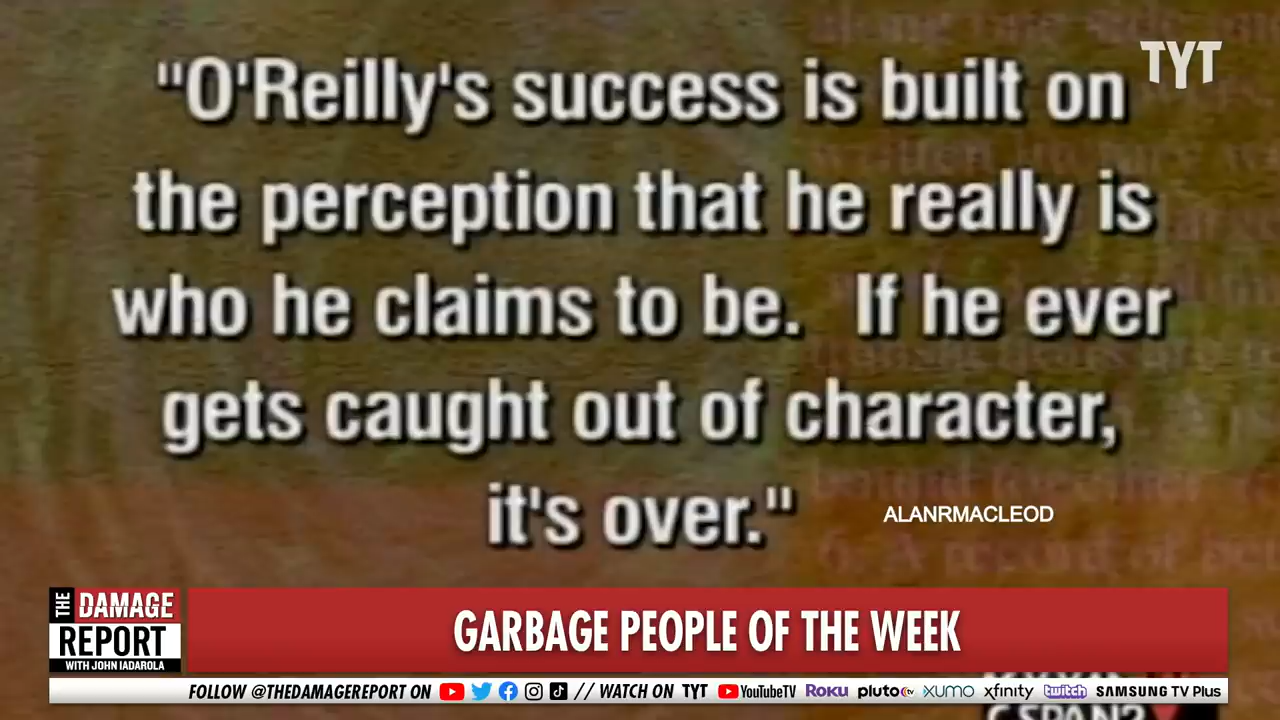 TYT
"O'Reilly's success is built on
the perception that he really is
who he claims to be. If he ever
gets caught out of character,
it's over."
ALANRMACLEOD
THE DAMAGE
REPORT
WITH JOHN IADAROLA
GARBAGE PEOPLE OF THE WEEK
FOLLOW @THEDAMAGEREPORT ON // WATCH ON TYT YouTubeTV Roku pluto tv XUMO xfinity twitch SAMSUNG TV Plus
C-SPAN2